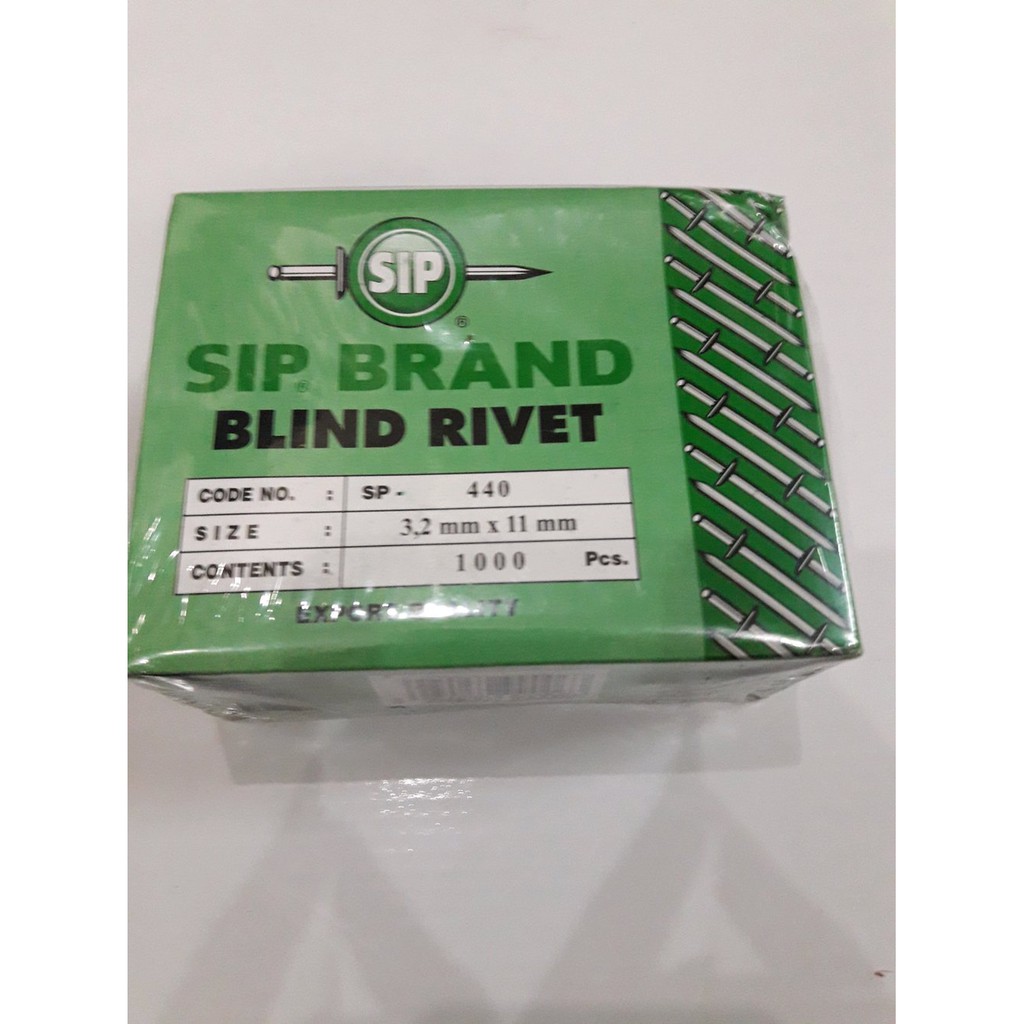 SIP
®
SIP® BRAND
BLIND RIVET
CODE NO. : SP - 440
SIZE : 3,2 mm x 11 mm
CONTENTS : 1000 Pcs.